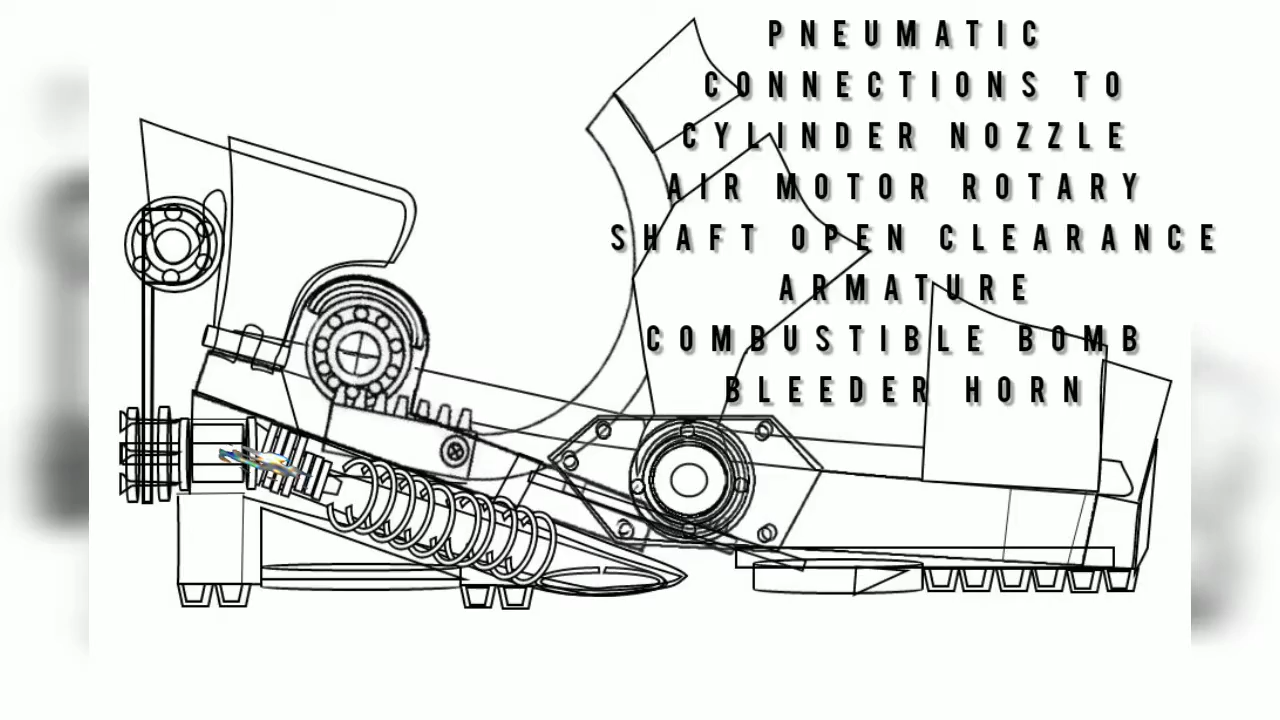 PNEUMATIC
CONNECTIONS TO
CYLINDER NOZZLE
AIR MOTOR ROTARY
SHAFT OPEN CLEARANCE
ARMATURE
COMBUSTIBLE BOMB
BLEEDER HORN